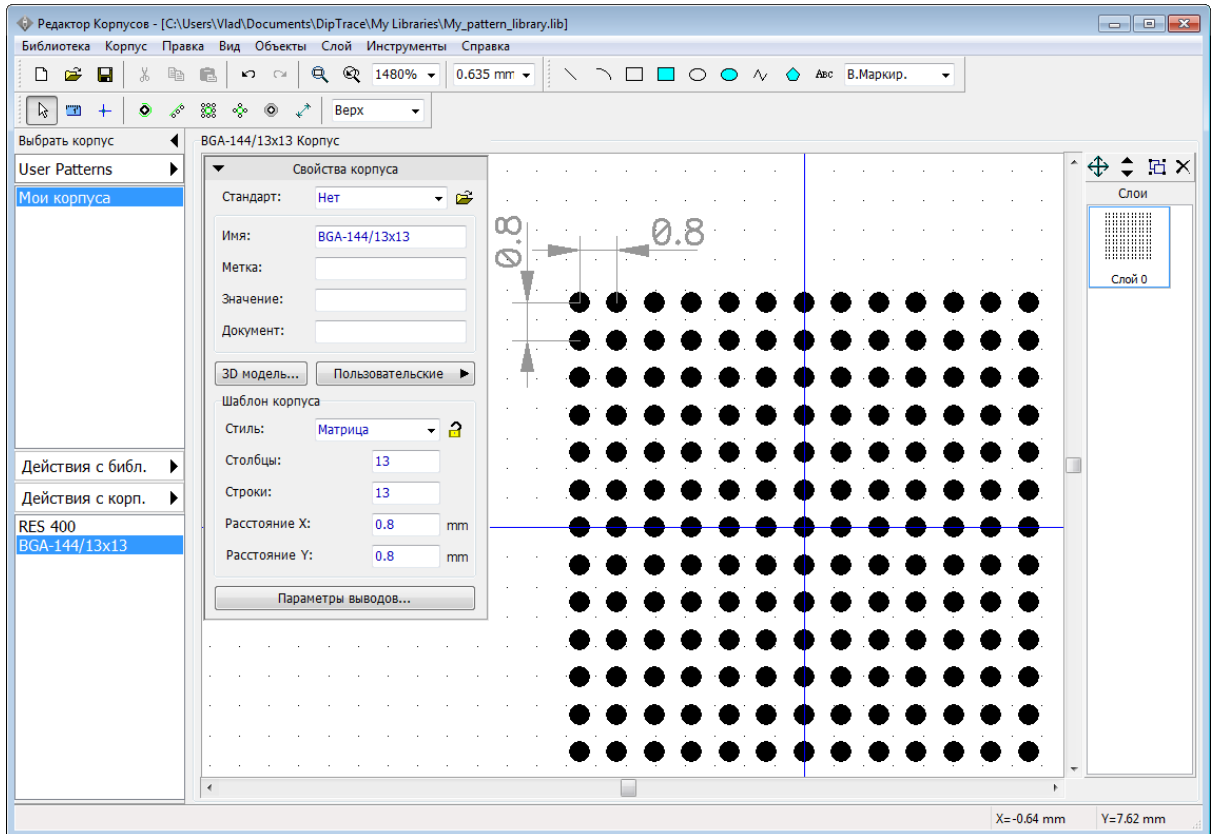 Редактор Корпусов - [C:\Users\Vlad\Documents\DipTrace\My Libraries\My_pattern_library.lib]
Библиотека Корпус Правка Вид Объекты Слой Инструменты Справка
1480% 0.635 mm Abc В.Маркир.
Верх
Выбрать корпус
BGA-144/13x13 Корпус
User Patterns
Мои корпуса
Свойства корпуса
Стандарт: Нет
Имя: BGA-144/13x13
Метка:
Значение:
Документ:
3D модель... Пользовательские
Шаблон корпуса
Стиль: Матрица
Столбцы: 13
Строки: 13
Расстояние X: 0.8 mm
Расстояние Y: 0.8 mm
Параметры выводов...
0.8
0.8
Слои
Слой 0
Действия с библ.
Действия с корп.
RES 400
BGA-144/13x13
X=-0.64 mm Y=7.62 mm